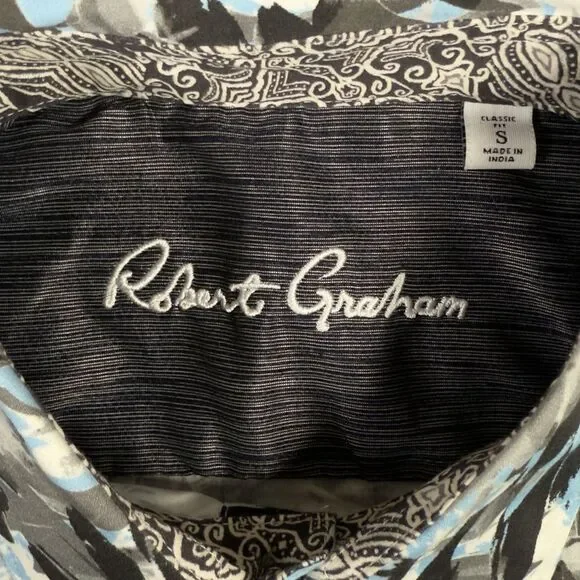 CLASSIC
FIT
S
MADE IN
INDIA
Robert Graham